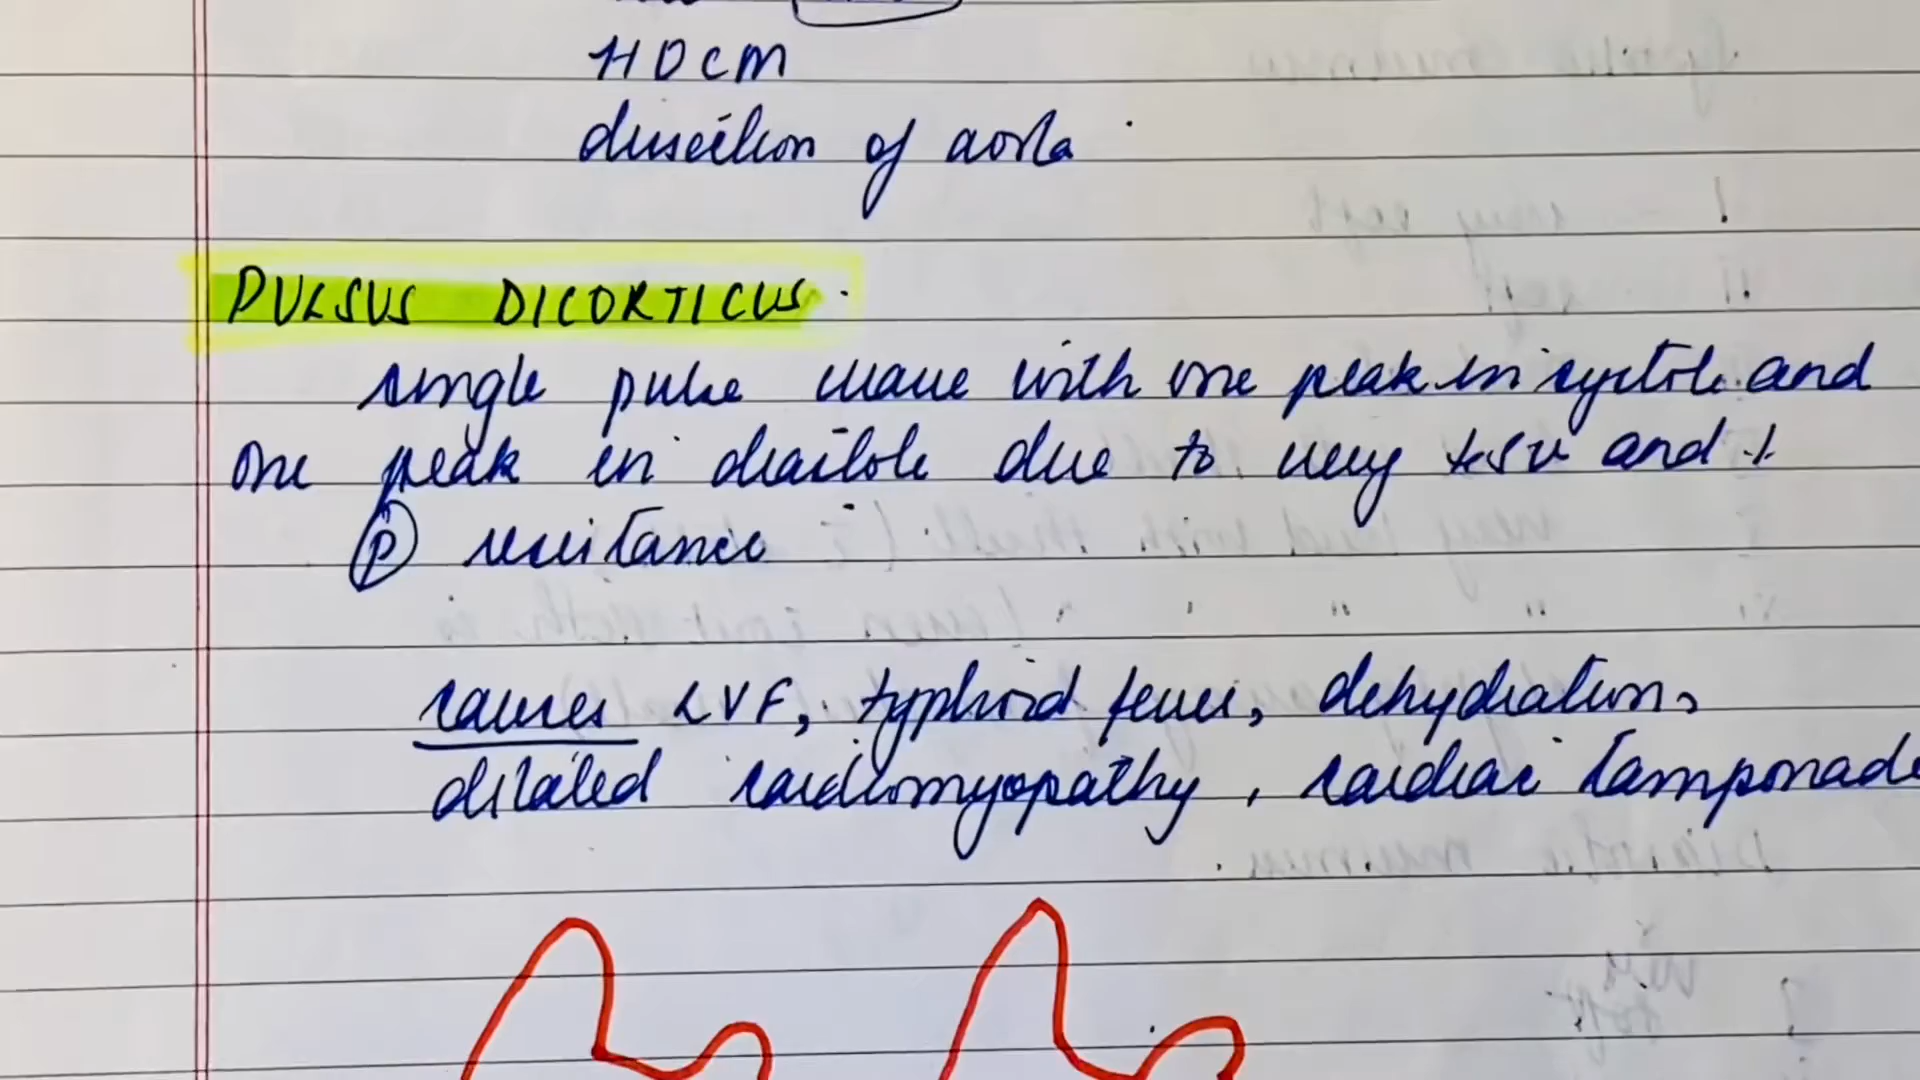 HOCM
dissection of aorta
PULSUS DICORTICUS
single pulse wave with one peak in systole and
one peak in diastole due to very ↓ SV and ↓
(P) resistance
causes LVF, typhoid fever, dehydration,
dilated cardiomyopathy, cardiac tamponade